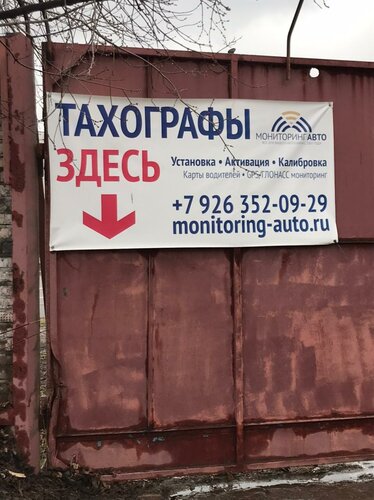 ТАХОГРАФЫ
ЗДЕСЬ
МОНИТОРИНГАВТО
Установка • Активация • Калибровка
Карты водителей • GPS/ГЛОНАСС мониторинг
+7 926 352-09-29
monitoring-auto.ru